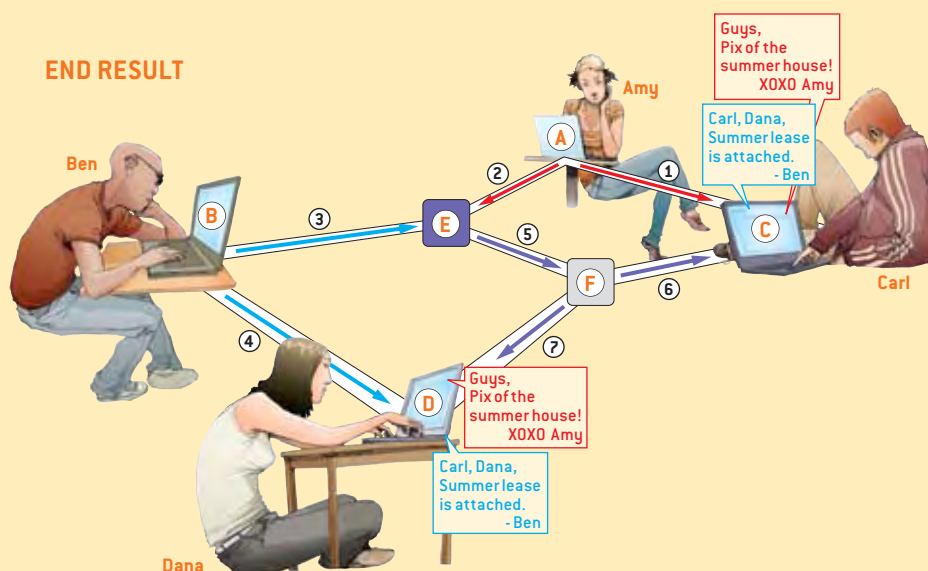 END RESULT
Guys,
Pix of the
summer house!
XOXO Amy
Amy
Carl, Dana,
Summer lease
is attached.
- Ben
Ben
A
2
1
B
3
E
C
5
Carl
F
6
4
7
D
Guys,
Pix of the
summer house!
XOXO Amy
Carl, Dana,
Summer lease
is attached.
- Ben
Dana